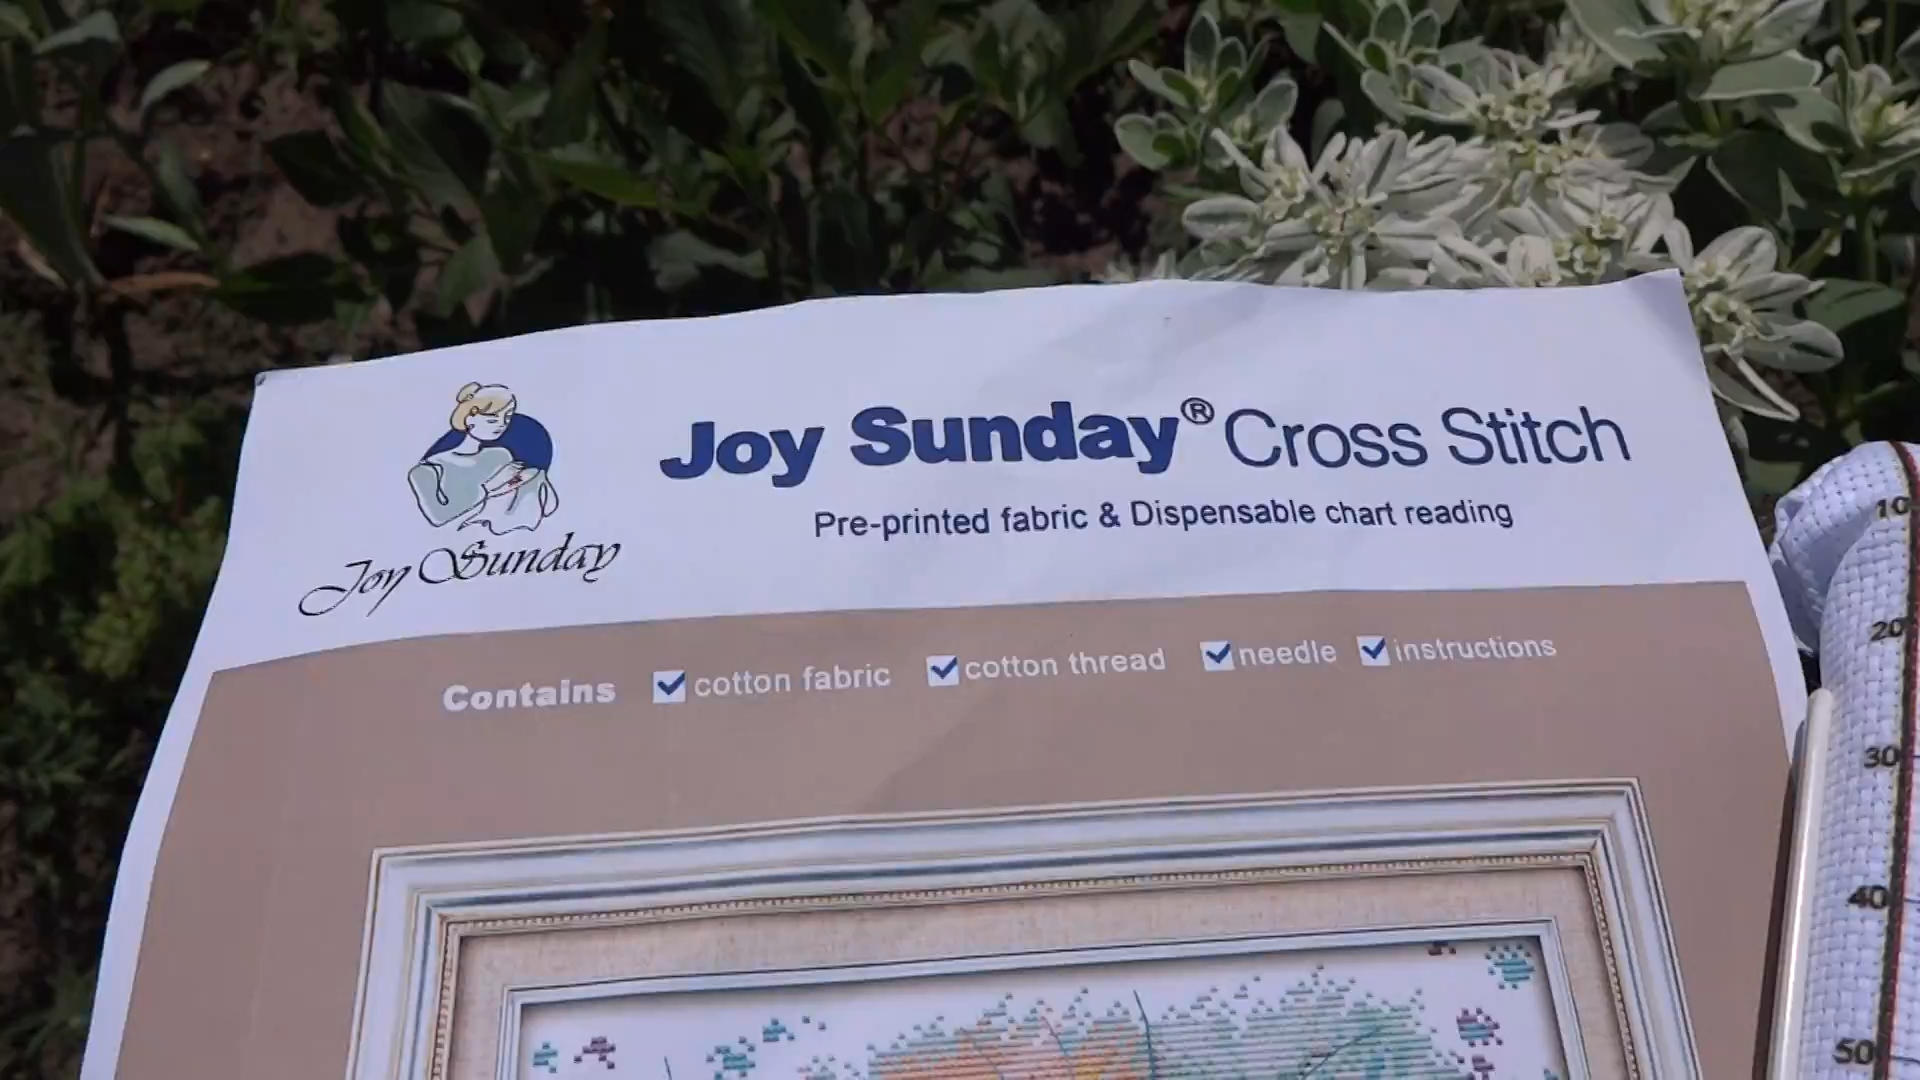 Joy Sunday® Cross Stitch
Pre-printed fabric & Dispensable chart reading
Joy Sunday
Contains cotton fabric cotton thread needle instructions
10
20
30
40
50